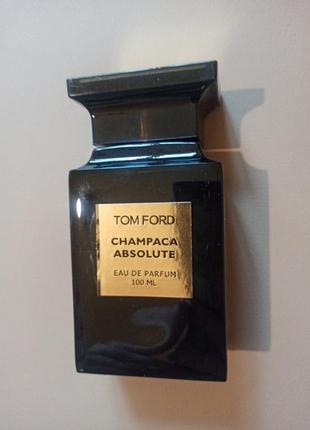 TOM FORD
CHAMPACA
ABSOLUTE
EAU DE PARFUM
100 ML